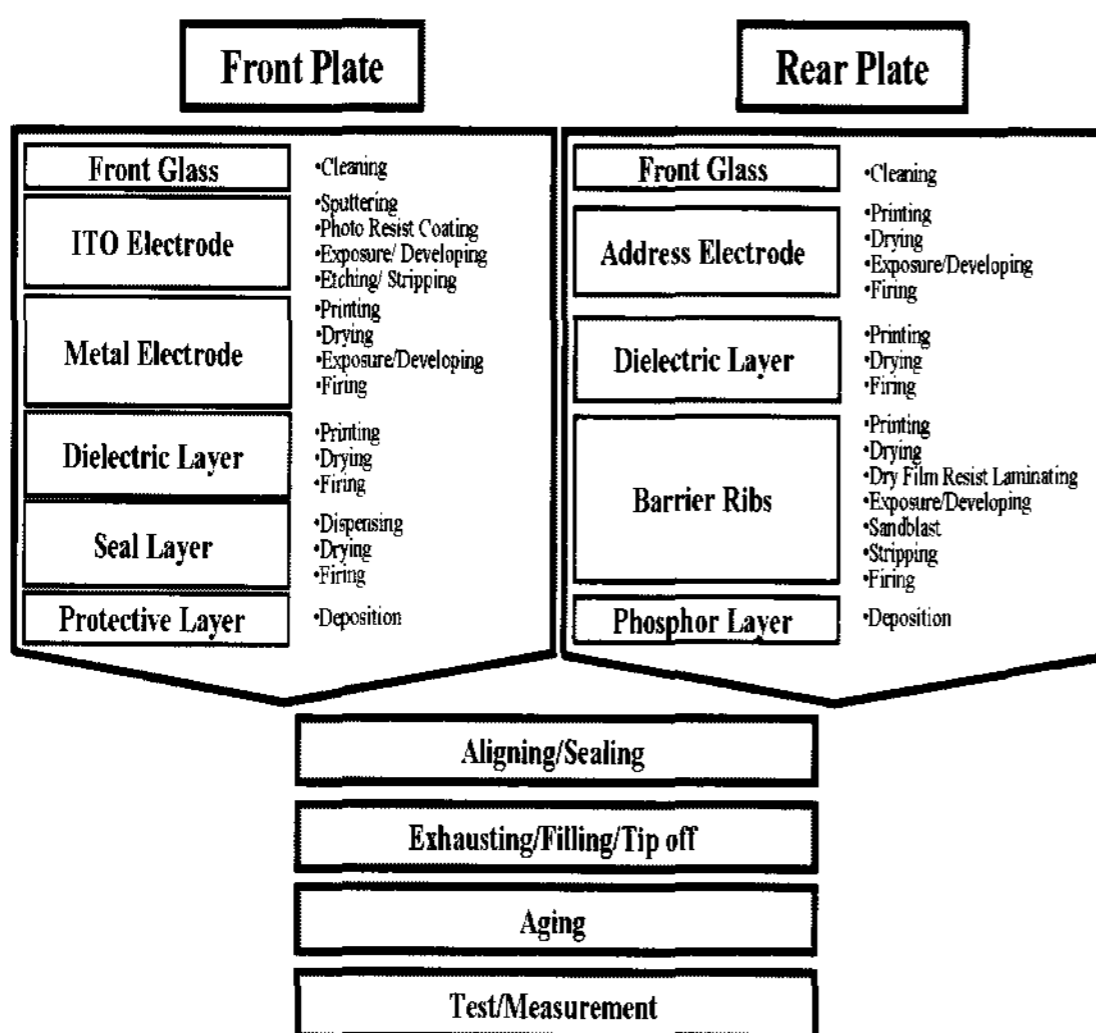 Front Plate
Front Glass
•Cleaning
ITO Electrode
•Sputtering
•Photo Resist Coating
•Exposure/ Developing
•Etching/ Stripping
Metal Electrode
•Printing
•Drying
•Exposure/Developing
•Firing
Dielectric Layer
•Printing
•Drying
•Firing
Seal Layer
•Dispensing
•Drying
•Firing
Protective Layer
•Deposition
Rear Plate
Front Glass
•Cleaning
Address Electrode
•Printing
•Drying
•Exposure/Developing
•Firing
Dielectric Layer
•Printing
•Drying
•Firing
Barrier Ribs
•Printing
•Drying
•Dry Film Resist Laminating
•Exposure/Developing
•Sandblast
•Stripping
•Firing
Phosphor Layer
•Deposition
Aligning/Sealing
Exhausting/Filling/Tip off
Aging
Test/Measurement